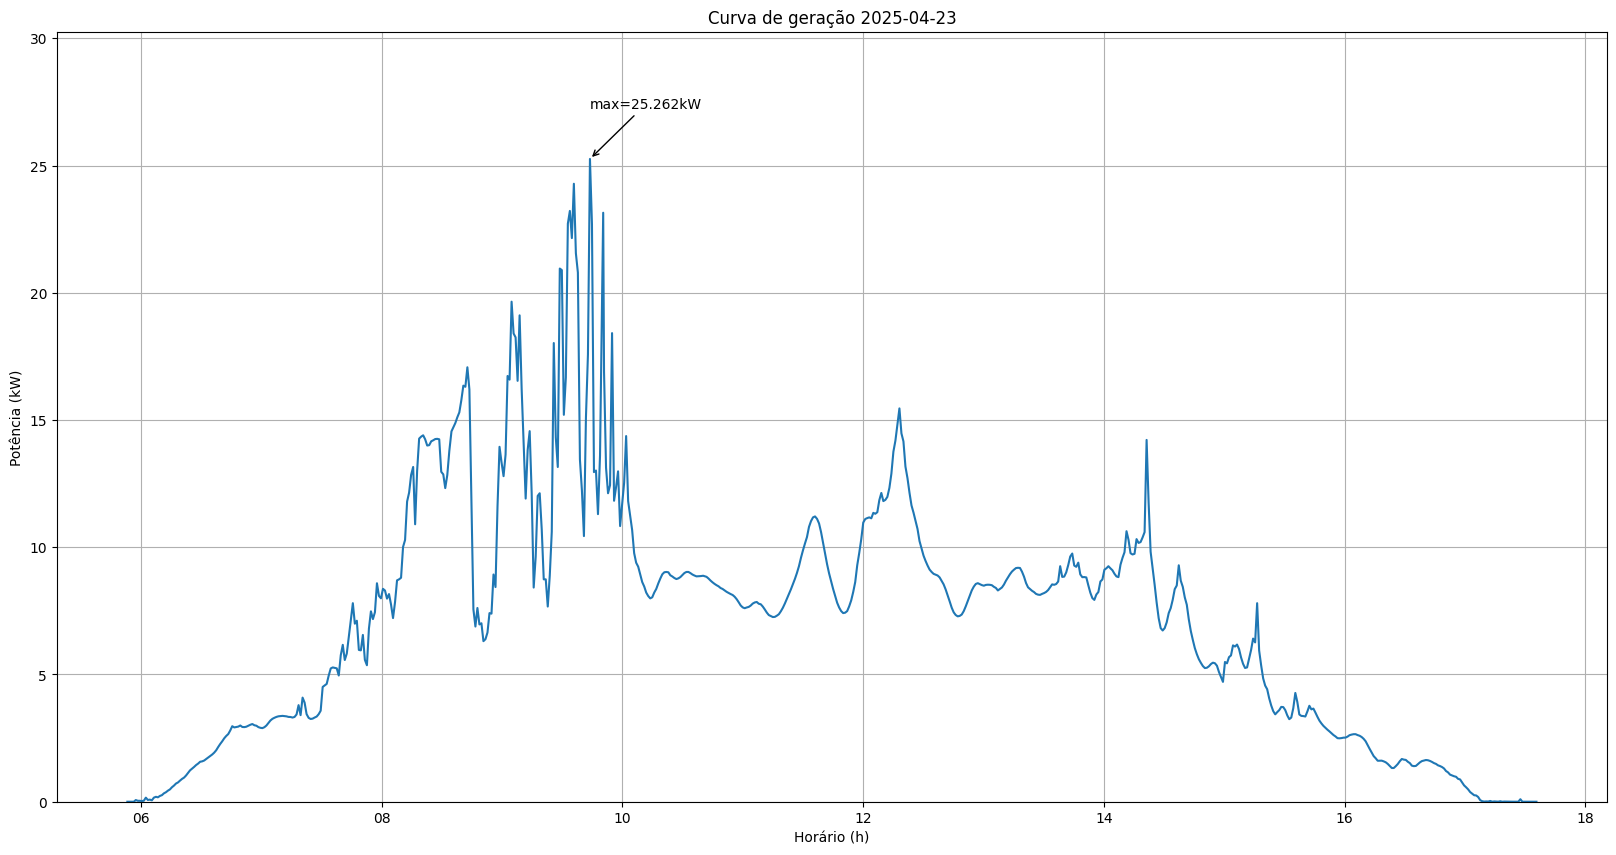 Curva de geração 2025-04-23
30
max=25.262kW
25
20
15
Potência (kW)
10
5
0
06 08 10 12 14 16 18
Horário (h)